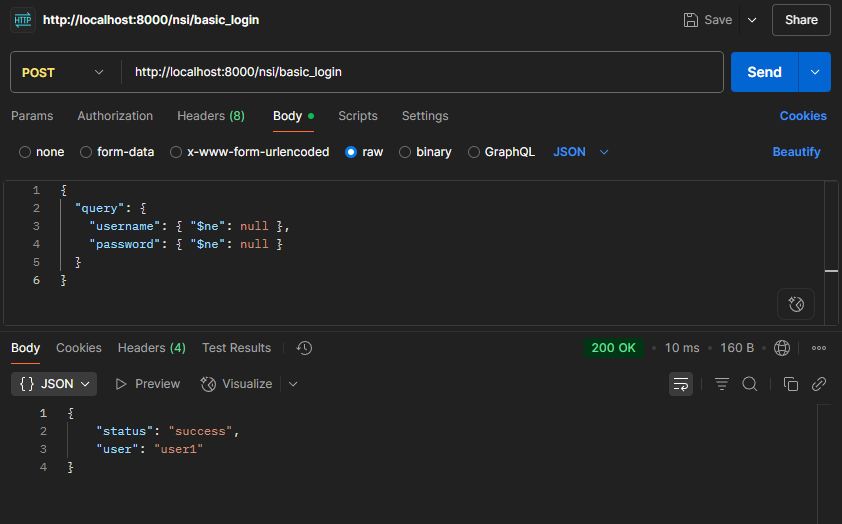 HTTP http://localhost:8000/nsi/basic_login Save Share
POST http://localhost:8000/nsi/basic_login Send
Params Authorization Headers (8) Body Scripts Settings Cookies
none form-data x-www-form-urlencoded raw binary GraphQL JSON Beautify
1 {
2 "query": {
3 "username": { "$ne": null },
4 "password": { "$ne": null }
5 }
6 }
Body Cookies Headers (4) Test Results 200 OK • 10 ms • 160 B •
{ } JSON Preview Visualize
1 {
2 "status": "success",
3 "user": "user1"
4 }